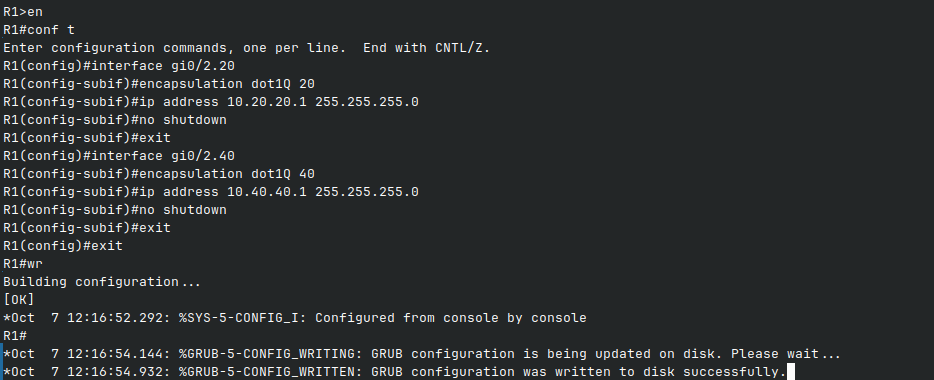 R1>en
R1#conf t
Enter configuration commands, one per line.  End with CNTL/Z.
R1(config)#interface gi0/2.20
R1(config-subif)#encapsulation dot1Q 20
R1(config-subif)#ip address 10.20.20.1 255.255.255.0
R1(config-subif)#no shutdown
R1(config-subif)#exit
R1(config)#interface gi0/2.40
R1(config-subif)#encapsulation dot1Q 40
R1(config-subif)#ip address 10.40.40.1 255.255.255.0
R1(config-subif)#no shutdown
R1(config-subif)#exit
R1(config)#exit
R1#wr
Building configuration...
[OK]
*Oct  7 12:16:52.292: %SYS-5-CONFIG_I: Configured from console by console
R1#
*Oct  7 12:16:54.144: %GRUB-5-CONFIG_WRITING: GRUB configuration is being updated on disk. Please wait...
*Oct  7 12:16:54.932: %GRUB-5-CONFIG_WRITTEN: GRUB configuration was written to disk successfully.